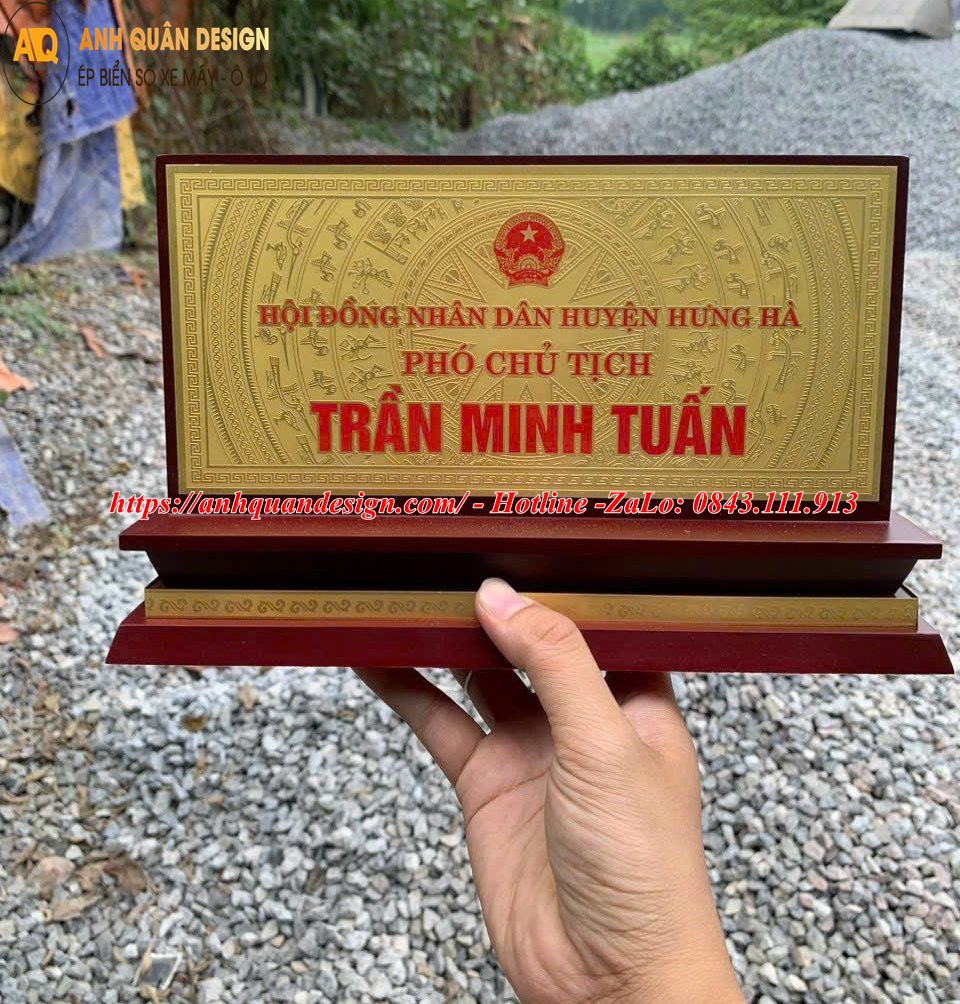 AQ
ANH QUÂN DESIGN
ÉP BIỂN SỐ XE MÁY - Ô TÔ
HỘI ĐỒNG NHÂN DÂN HUYỆN HƯNG HÀ
PHÓ CHỦ TỊCH
TRẦN MINH TUẤN
https://anhquandesign.com/ - Hotline -ZaLo: 0843.111.913